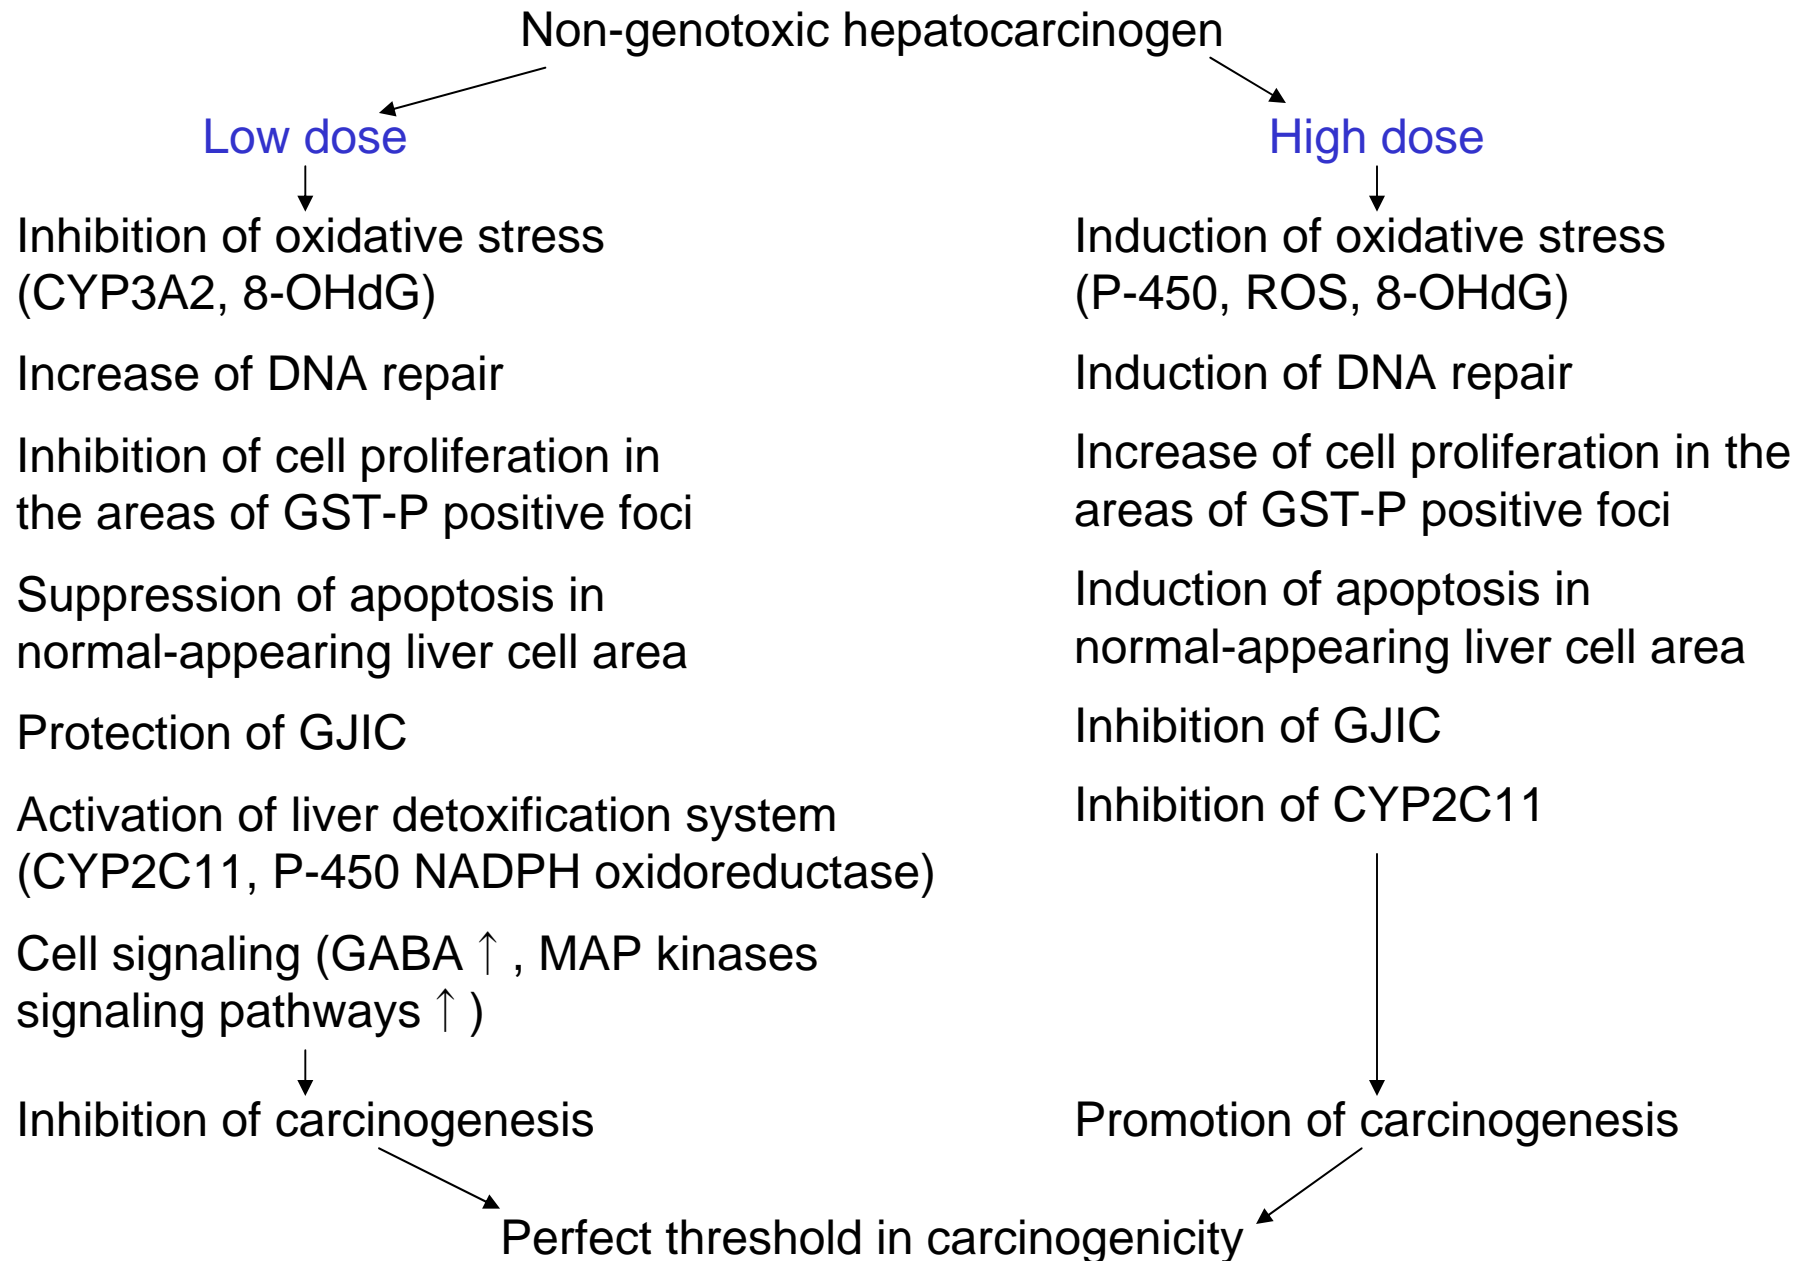 Non-genotoxic hepatocarcinogen
Low dose
Inhibition of oxidative stress
(CYP3A2, 8-OHdG)
Increase of DNA repair
Inhibition of cell proliferation in
the areas of GST-P positive foci
Suppression of apoptosis in
normal-appearing liver cell area
Protection of GJIC
Activation of liver detoxification system
(CYP2C11, P-450 NADPH oxidoreductase)
Cell signaling (GABA ↑ , MAP kinases
signaling pathways ↑ )
Inhibition of carcinogenesis
High dose
Induction of oxidative stress
(P-450, ROS, 8-OHdG)
Induction of DNA repair
Increase of cell proliferation in the
areas of GST-P positive foci
Induction of apoptosis in
normal-appearing liver cell area
Inhibition of GJIC
Inhibition of CYP2C11
Promotion of carcinogenesis
Perfect threshold in carcinogenicity